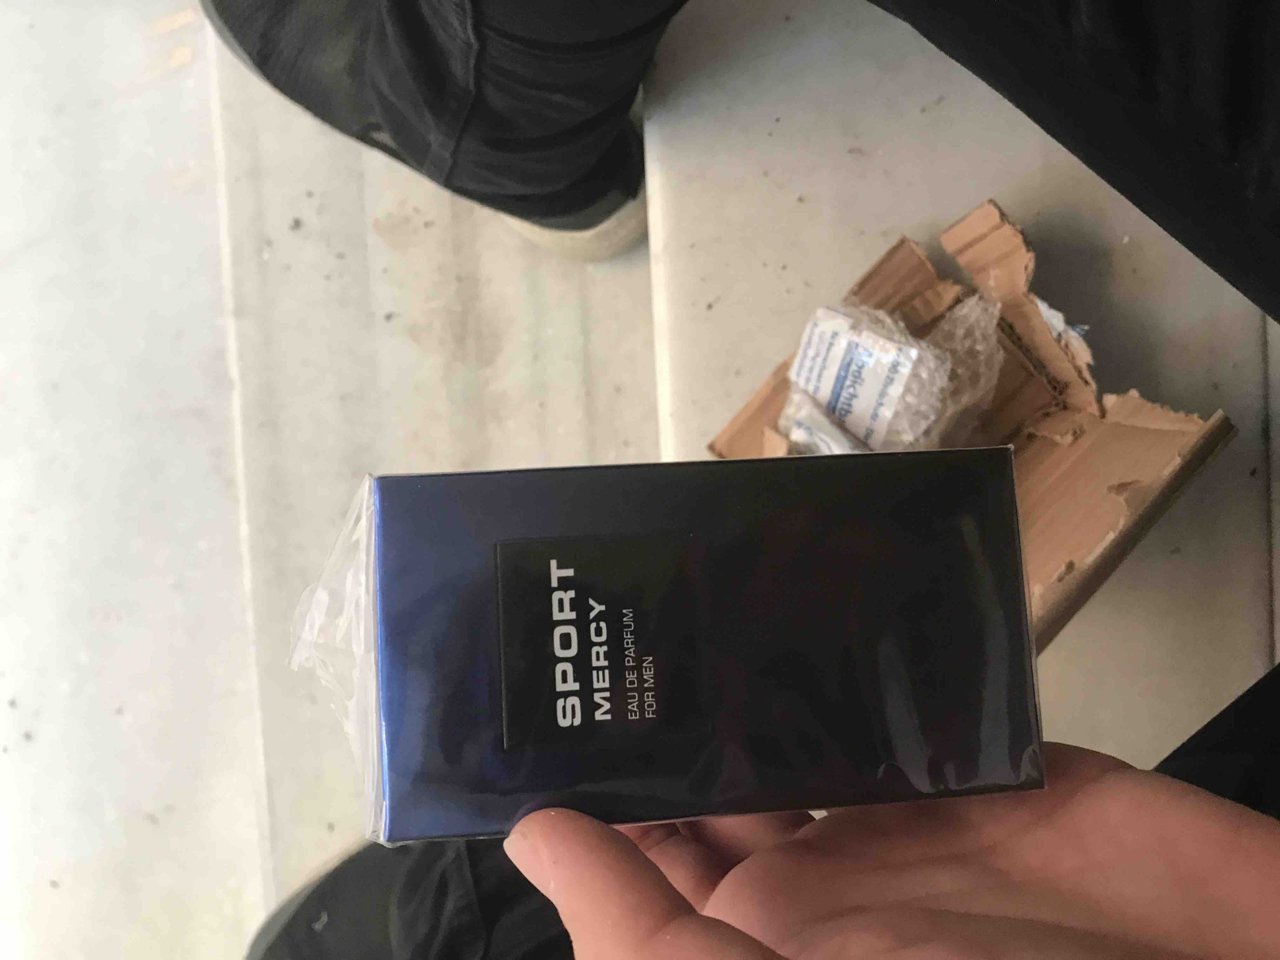 SPORT
MERCY
EAU DE PARFUM
FOR MEN